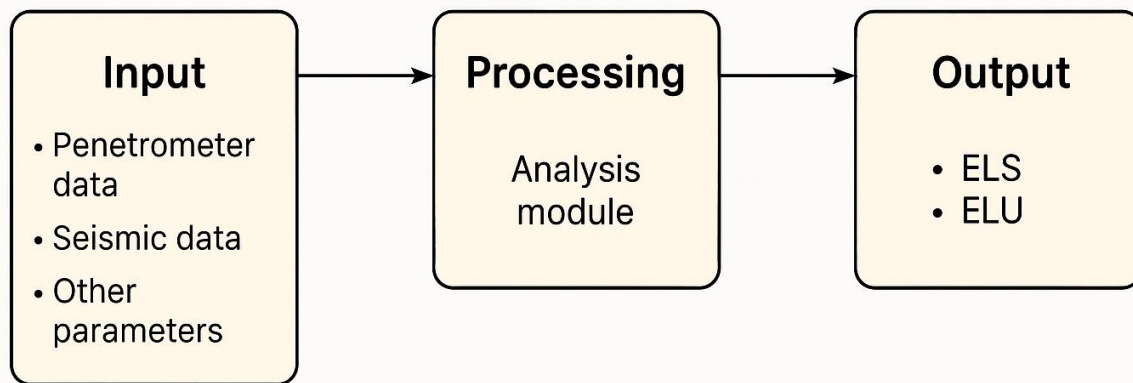 Input
• Penetrometer
data
• Seismic data
• Other
parameters
Processing
Analysis
module
Output
• ELS
• ELU